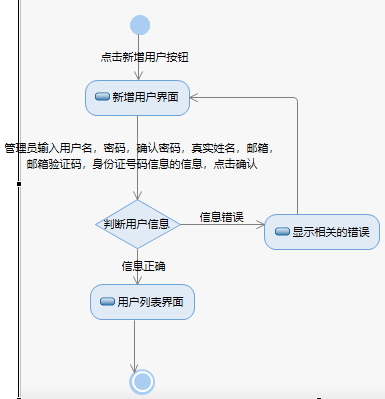 点击新增用户按钮
新增用户界面
管理员输入用户名，密码，确认密码，真实姓名，邮箱，
邮箱验证码，身份证号码信息的信息，点击确认
判断用户信息
信息错误
显示相关的错误
信息正确
用户列表界面